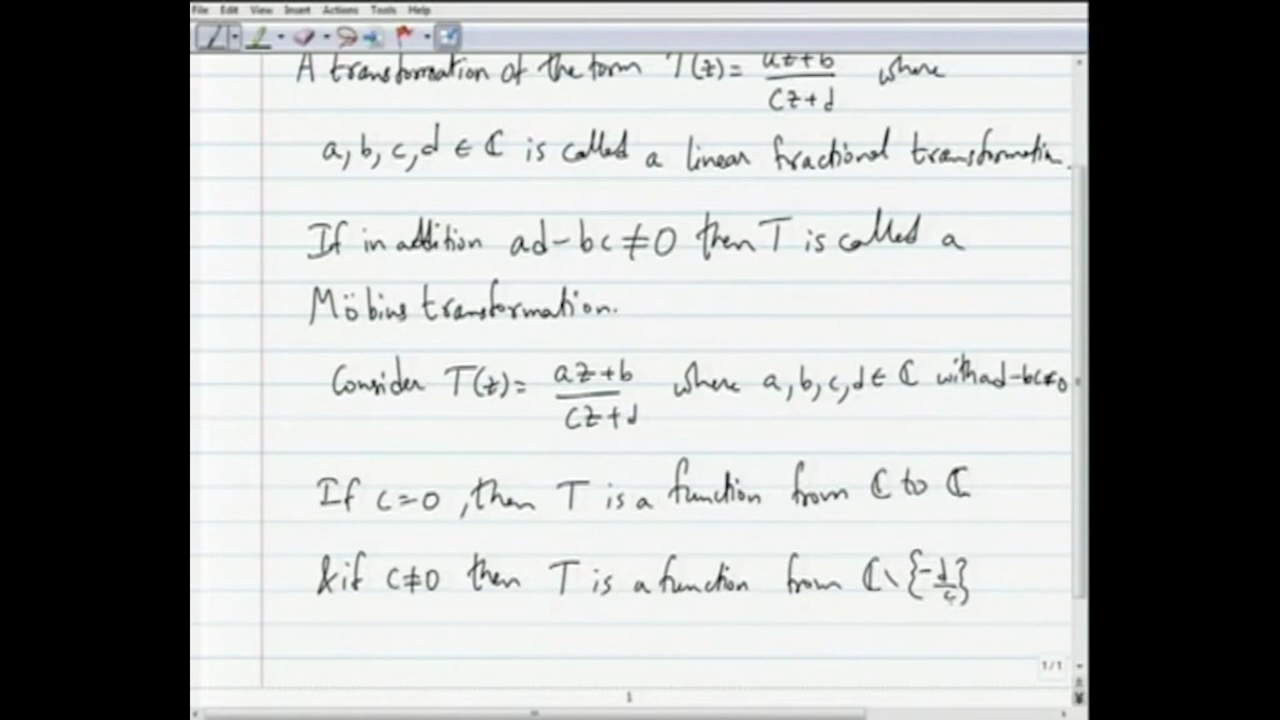 File Edit View Insert Actions Tools Help
A transformation of the form T(z) = az+b / cz+d where
a, b, c, d ∈ ℂ is called a linear fractional transformation.
If in addition ad-bc≠0 then T is called a
Möbius transformation.
Consider T(z) = az+b / cz+d where a, b, c, d ∈ ℂ with ad-bc≠0
If c=0, then T is a function from ℂ to ℂ
& if c≠0 then T is a function from ℂ \ {-d/c}
1/1
1